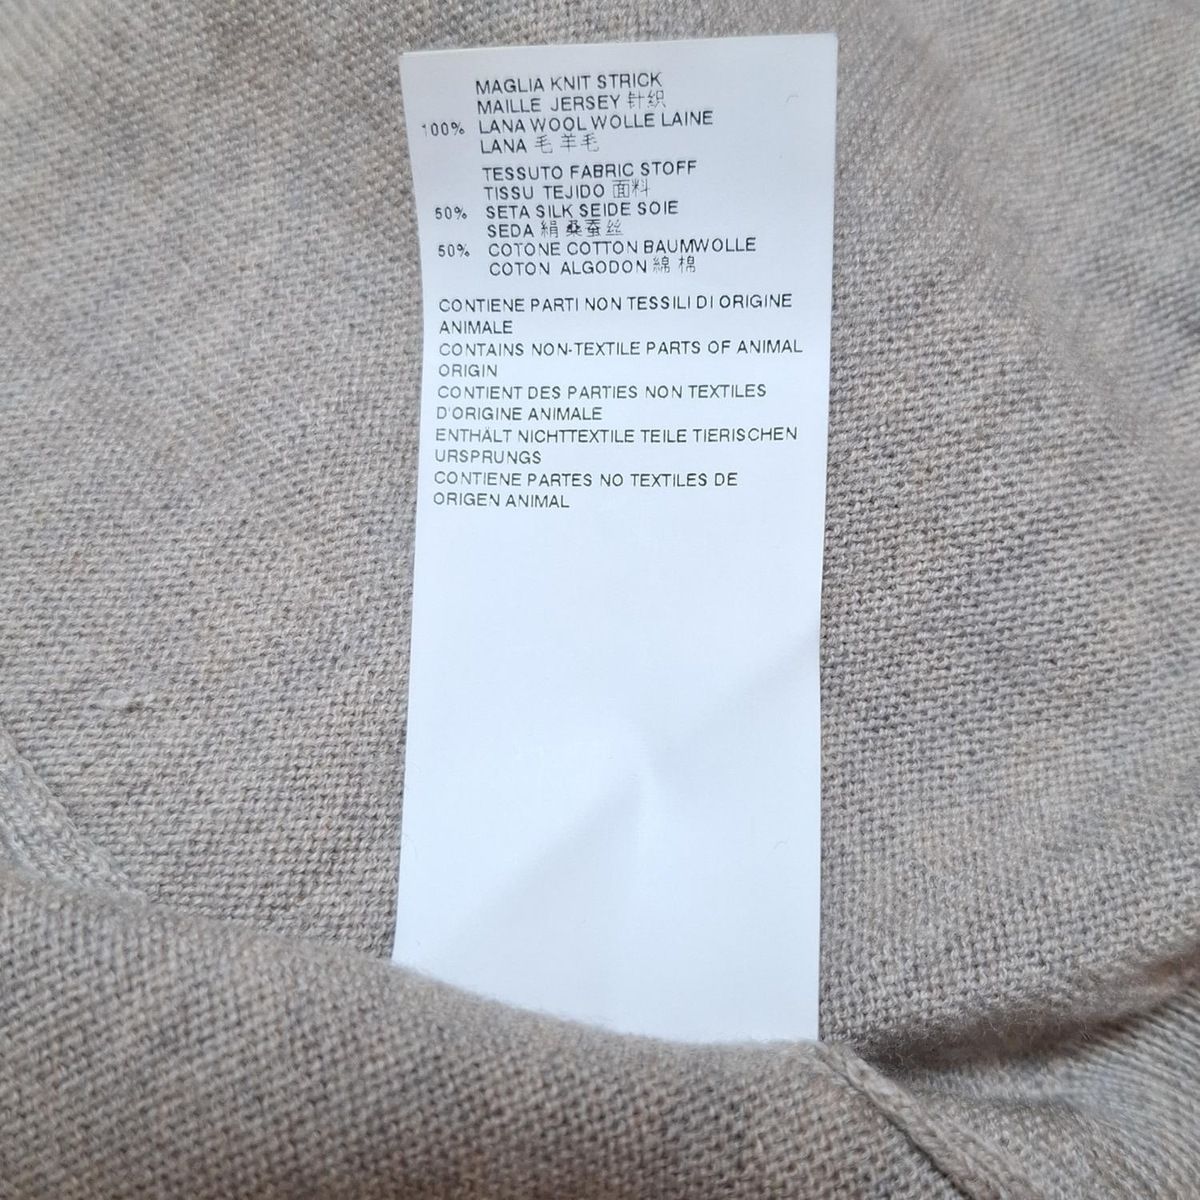 MAGLIA KNIT STRICK
MAILLE JERSEY 针织
100% LANA WOOL WOLLE LAINE
LANA 毛 羊毛
TESSUTO FABRIC STOFF
TISSU TEJIDO 面料
50% SETA SILK SEIDE SOIE
SEDA 絹 桑蚕丝
50% COTONE COTTON BAUMWOLLE
COTON ALGODON 綿 棉
CONTIENE PARTI NON TESSILI DI ORIGINE
ANIMALE
CONTAINS NON-TEXTILE PARTS OF ANIMAL
ORIGIN
CONTIENT DES PARTIES NON TEXTILES
D'ORIGINE ANIMALE
ENTHÄLT NICHTTEXTILE TEILE TIERISCHEN
URSPRUNGS
CONTIENE PARTES NO TEXTILES DE
ORIGEN ANIMAL